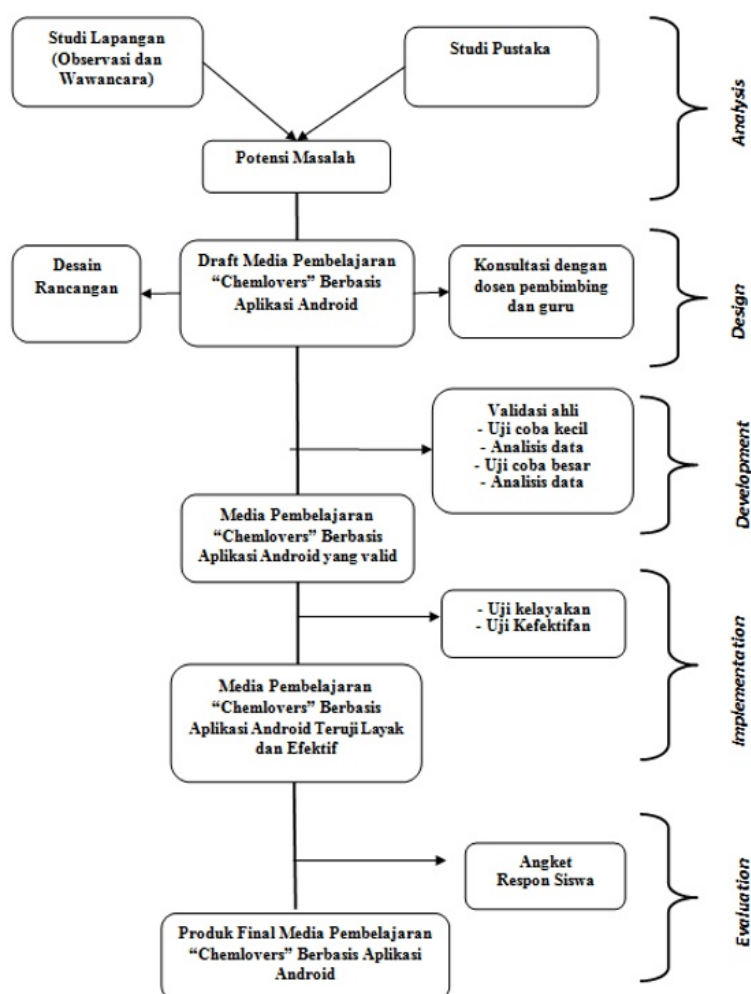 Studi Lapangan
(Observasi dan
Wawancara)
Studi Pustaka
Potensi Masalah
Analysis
Desain
Rancangan
Draft Media Pembelajaran
“Chemlovers” Berbasis
Aplikasi Android
Konsultasi dengan
dosen pembimbing
dan guru
Design
Validasi ahli
- Uji coba kecil
- Analisis data
- Uji coba besar
- Analisis data
Development
Media Pembelajaran
“Chemlovers” Berbasis
Aplikasi Android yang valid
- Uji kelayakan
- Uji Kefektifan
Implementation
Media Pembelajaran
“Chemlovers” Berbasis
Aplikasi Android Teruji Layak
dan Efektif
Angket
Respon Siswa
Evaluation
Produk Final Media Pembelajaran
“Chemlovers” Berbasis Aplikasi
Android